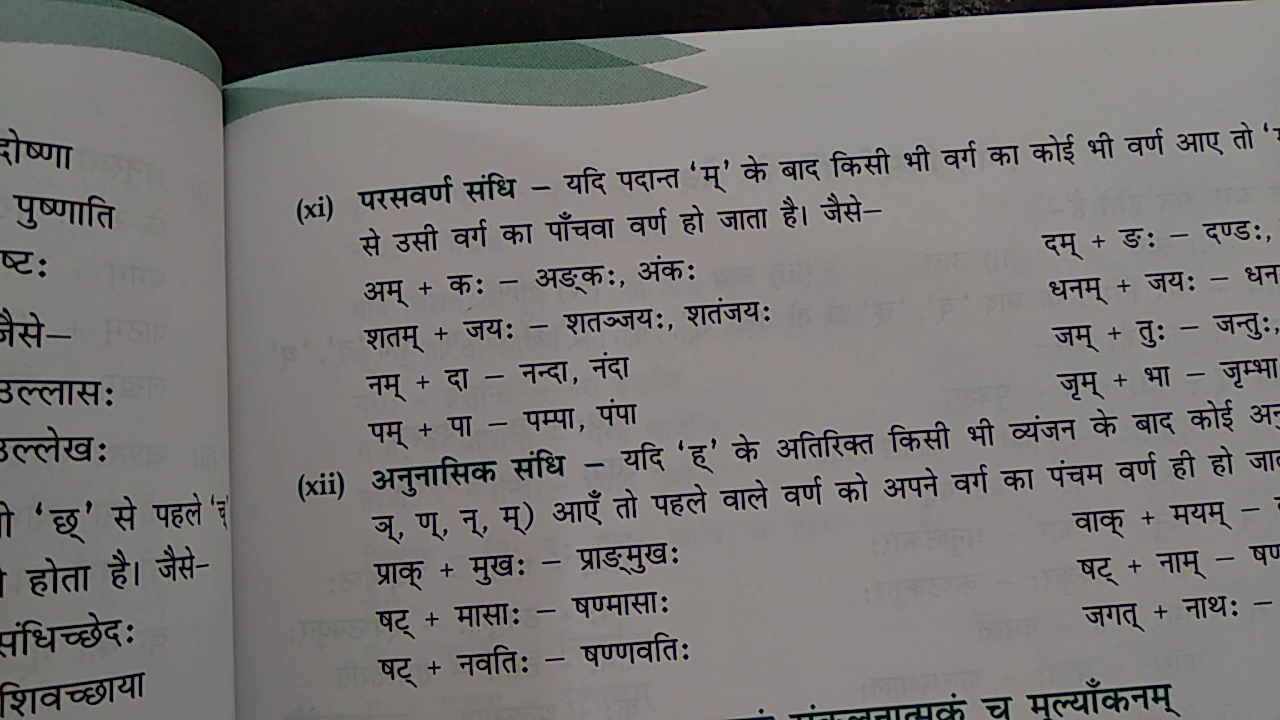 दोष्णा
पुष्णाति
ष्ट:
जैसे—
उल्लास:
उल्लेख:
'छ्' से पहले 'च्'
होता है। जैसे–
संधिच्छेद:
शिवच्छाया
(xi) परसवर्ण संधि – यदि पदान्त 'म्' के बाद किसी भी वर्ग का कोई भी वर्ण आए तो
से उसी वर्ग का पाँचवा वर्ण हो जाता है। जैसे—
अम् + क: – अङ्क:, अंक: दम् + ङ: – दण्ड:,
शतम् + जय: – शतञ्जय:, शतंजय: धनम् + जय: – धन
नम् + दा – नन्दा, नंदा जम् + तु: – जन्तु:,
पम् + पा – पम्पा, पंपा जृम् + भा – जृम्भा
(xii) अनुनासिक संधि – यदि 'ह्' के अतिरिक्त किसी भी व्यंजन के बाद कोई अनु
ञ्, ण्, न्, म्) आएँ तो पहले वाले वर्ण को अपने वर्ग का पंचम वर्ण ही हो जा
प्राक् + मुख: – प्राङ्मुख: वाक् + मयम् –
षट् + मासा: – षण्मासा: षट् + नाम् – षण
षट् + नवति: – षण्णवति: जगत् + नाथ: –
च मूल्याँकनम्